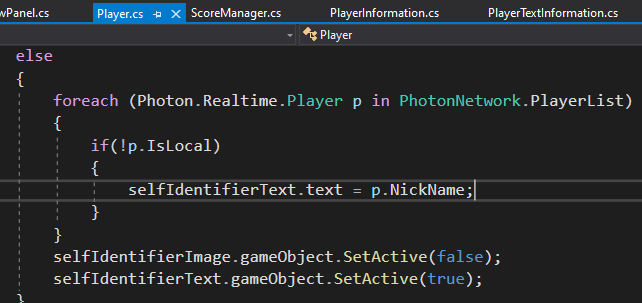 wPanel.cs Player.cs ScoreManager.cs PlayerInformation.cs PlayerTextInformation.cs
Player
else
{
foreach (Photon.Realtime.Player p in PhotonNetwork.PlayerList)
{
if(!p.IsLocal)
{
selfIdentifierText.text = p.NickName;
}
}
selfIdentifierImage.gameObject.SetActive(false);
selfIdentifierText.gameObject.SetActive(true);
}